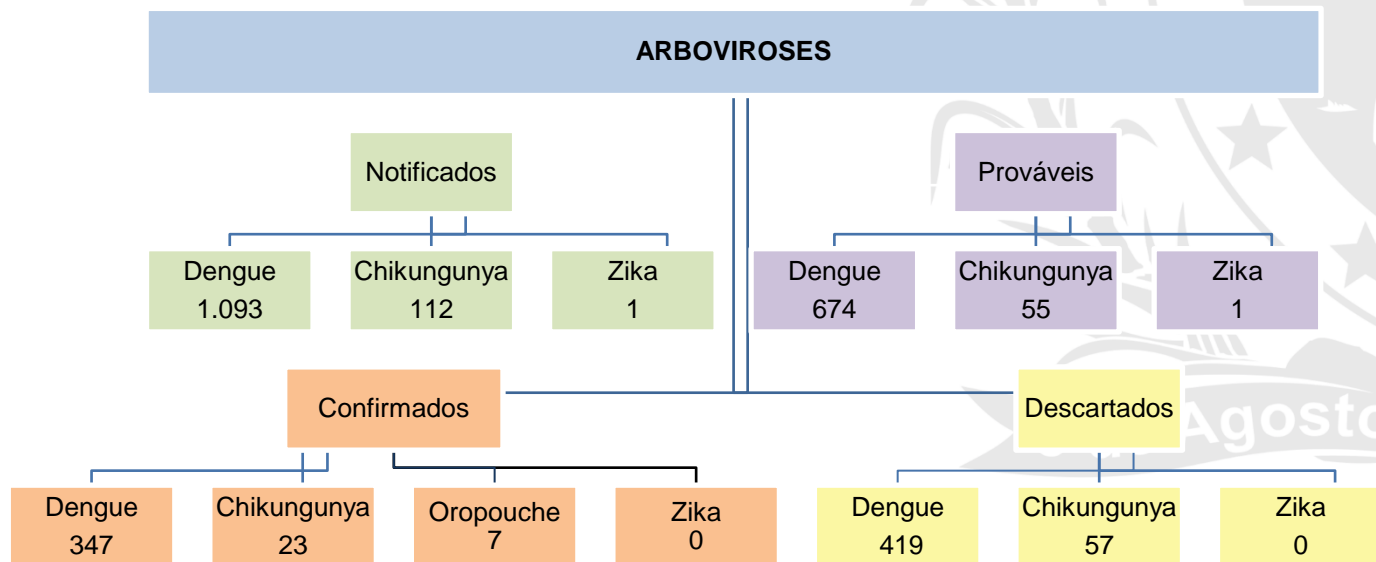 ARBOVIROSES
Notificados
Prováveis
Dengue
1.093
Chikungunya
112
Zika
1
Dengue
674
Chikungunya
55
Zika
1
Confirmados
Descartados
Dengue
347
Chikungunya
23
Oropouche
7
Zika
0
Dengue
419
Chikungunya
57
Zika
0
Agosto